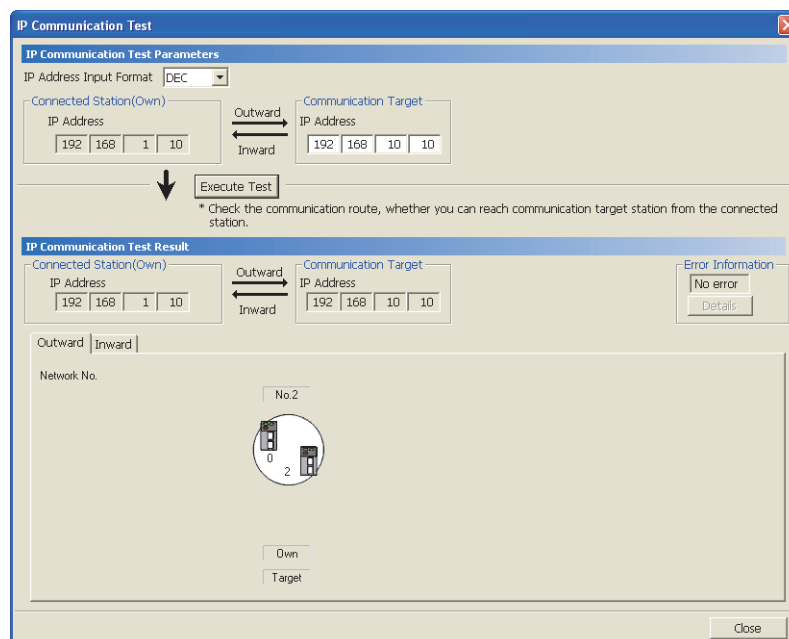 IP Communication Test
IP Communication Test Parameters
IP Address Input Format DEC
Connected Station(Own)
IP Address
192 168 1 10
Outward
Inward
Communication Target
IP Address
192 168 10 10
Execute Test
* Check the communication route, whether you can reach communication target station from the connected
station.
IP Communication Test Result
Connected Station(Own)
IP Address
192 168 1 10
Outward
Inward
Communication Target
IP Address
192 168 10 10
Error Information
No error
Details
Outward Inward
Network No.
No.2
0
2
Own
Target
Close